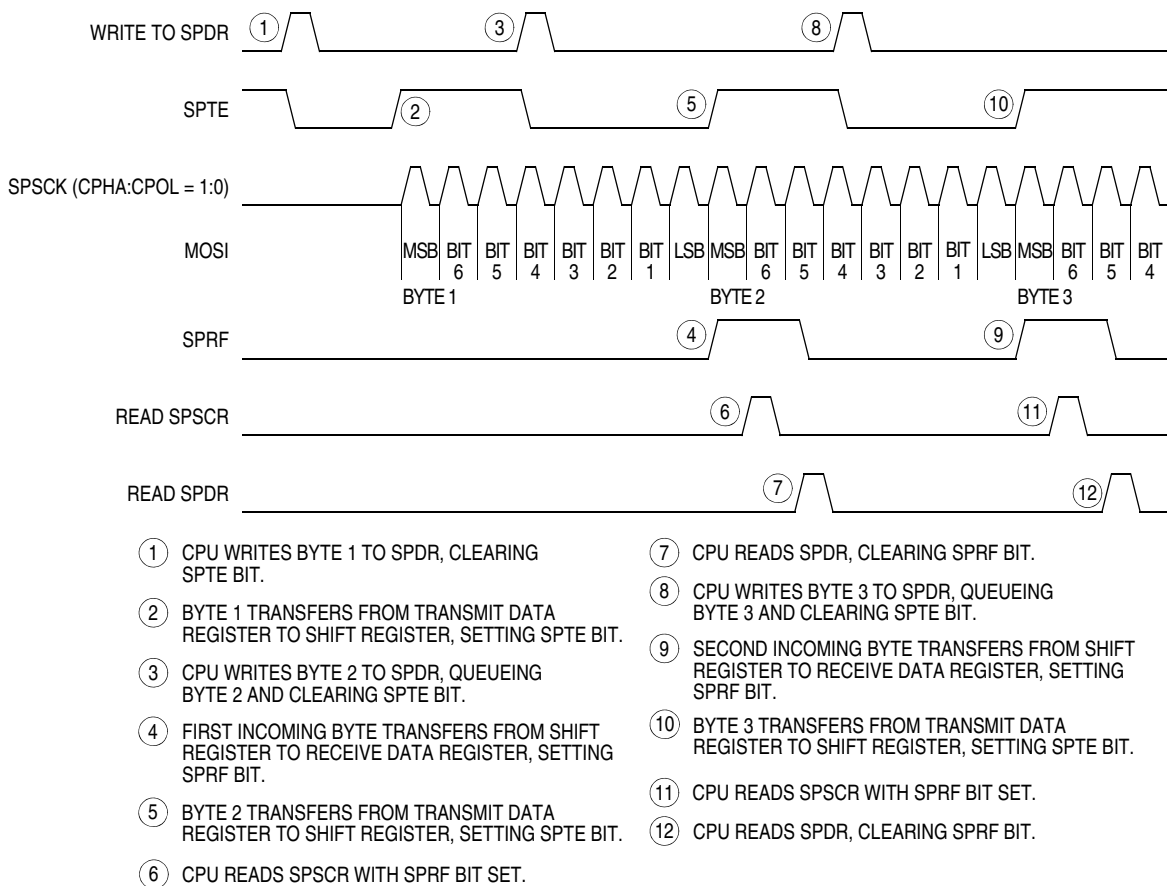 WRITE TO SPDR 1 3 8
SPTE 2 5 10
SPSCK (CPHA:CPOL = 1:0)
MOSI MSB BIT BIT BIT BIT BIT BIT LSB MSB BIT BIT BIT BIT BIT BIT LSB MSB BIT BIT BIT
6 5 4 3 2 1 6 5 4 3 2 1 6 5 4
BYTE 1 BYTE 2 BYTE 3
SPRF 4 9
READ SPSCR 6 11
READ SPDR 7 12
1 CPU WRITES BYTE 1 TO SPDR, CLEARING
SPTE BIT.
2 BYTE 1 TRANSFERS FROM TRANSMIT DATA
REGISTER TO SHIFT REGISTER, SETTING SPTE BIT.
3 CPU WRITES BYTE 2 TO SPDR, QUEUEING
BYTE 2 AND CLEARING SPTE BIT.
4 FIRST INCOMING BYTE TRANSFERS FROM SHIFT
REGISTER TO RECEIVE DATA REGISTER, SETTING
SPRF BIT.
5 BYTE 2 TRANSFERS FROM TRANSMIT DATA
REGISTER TO SHIFT REGISTER, SETTING SPTE BIT.
6 CPU READS SPSCR WITH SPRF BIT SET.
7 CPU READS SPDR, CLEARING SPRF BIT.
8 CPU WRITES BYTE 3 TO SPDR, QUEUEING
BYTE 3 AND CLEARING SPTE BIT.
9 SECOND INCOMING BYTE TRANSFERS FROM SHIFT
REGISTER TO RECEIVE DATA REGISTER, SETTING
SPRF BIT.
10 BYTE 3 TRANSFERS FROM TRANSMIT DATA
REGISTER TO SHIFT REGISTER, SETTING SPTE BIT.
11 CPU READS SPSCR WITH SPRF BIT SET.
12 CPU READS SPDR, CLEARING SPRF BIT.